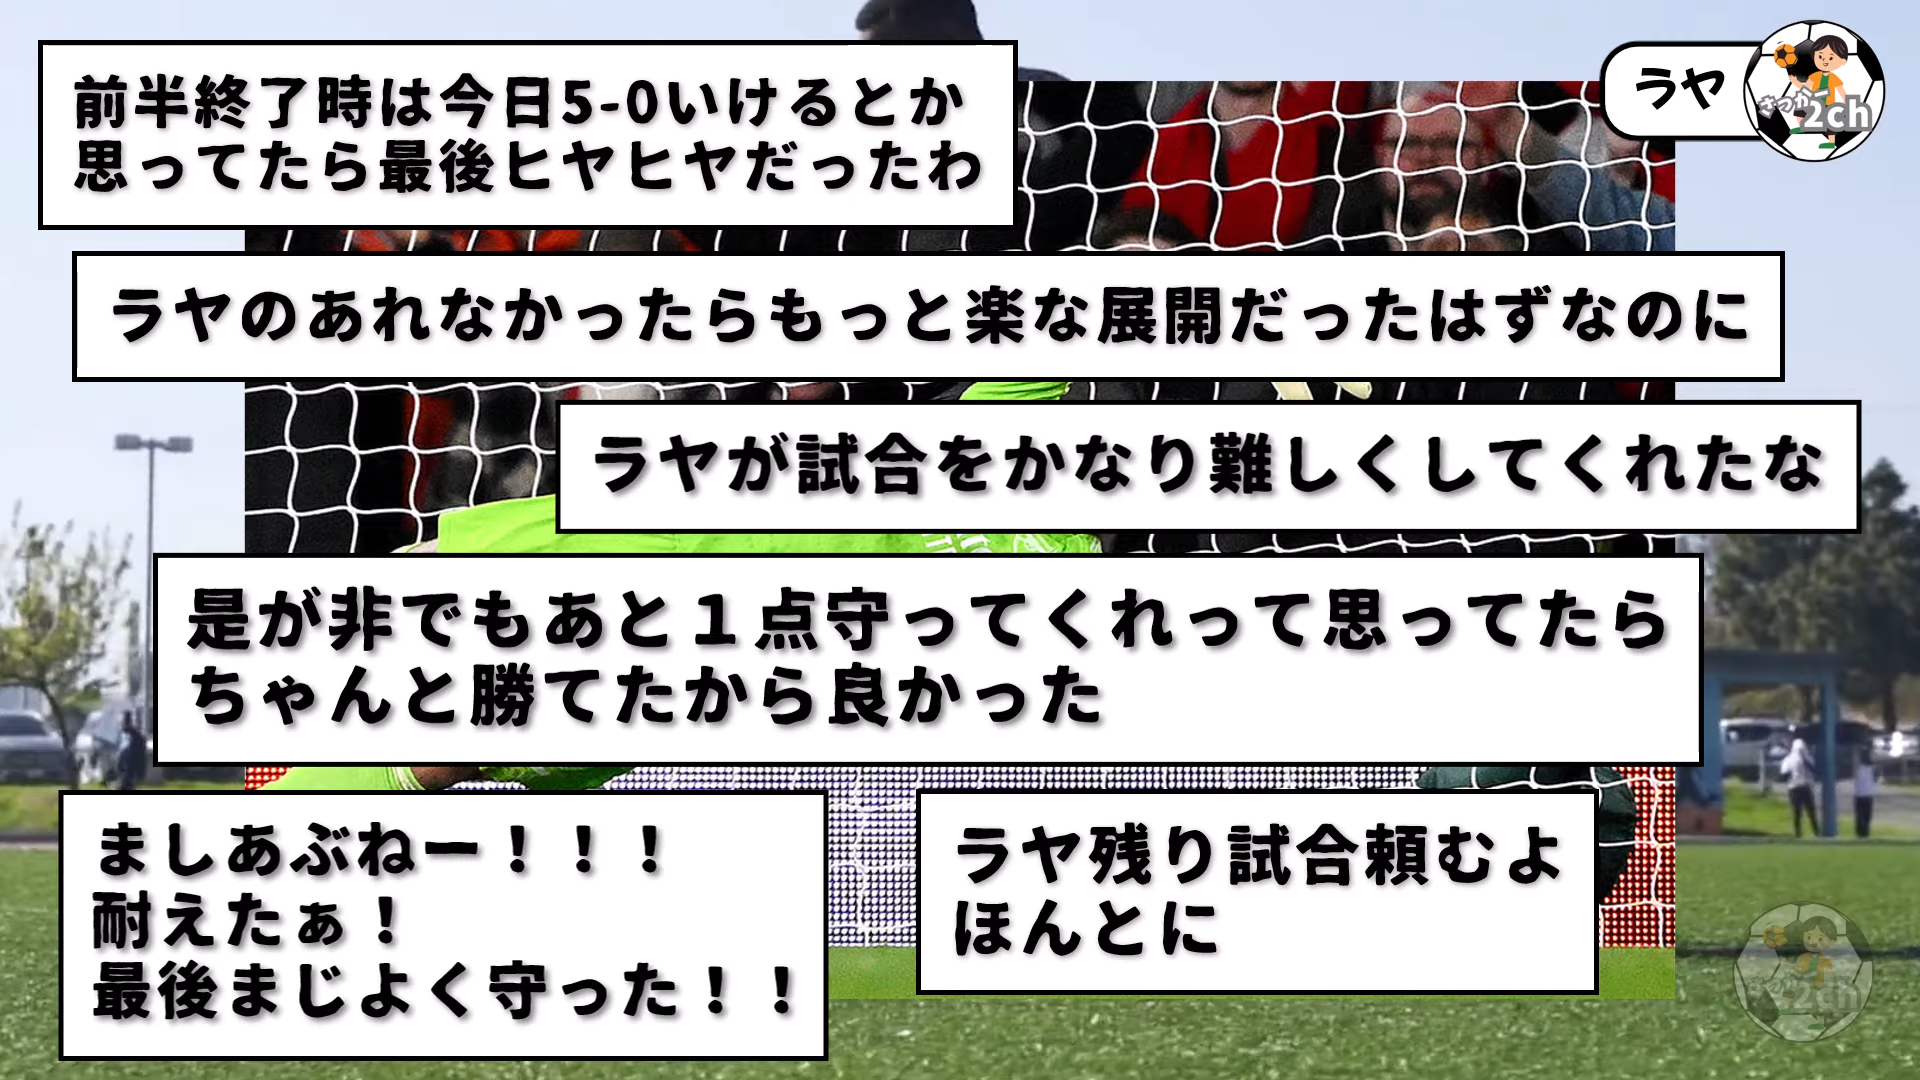 前半終了時は今日5-0いけるとか
思ってたら最後ヒヤヒヤだったわ
ラヤ
さっかー
2ch
ラヤのあれなかったらもっと楽な展開だったはずなのに
ラヤが試合をかなり難しくしてくれたな
是が非でもあと１点守ってくれって思ってたら
ちゃんと勝てたから良かった
ましあぶねー！！！
耐えたぁ！
最後まじよく守った！！
ラヤ残り試合頼むよ
ほんとに
2ch